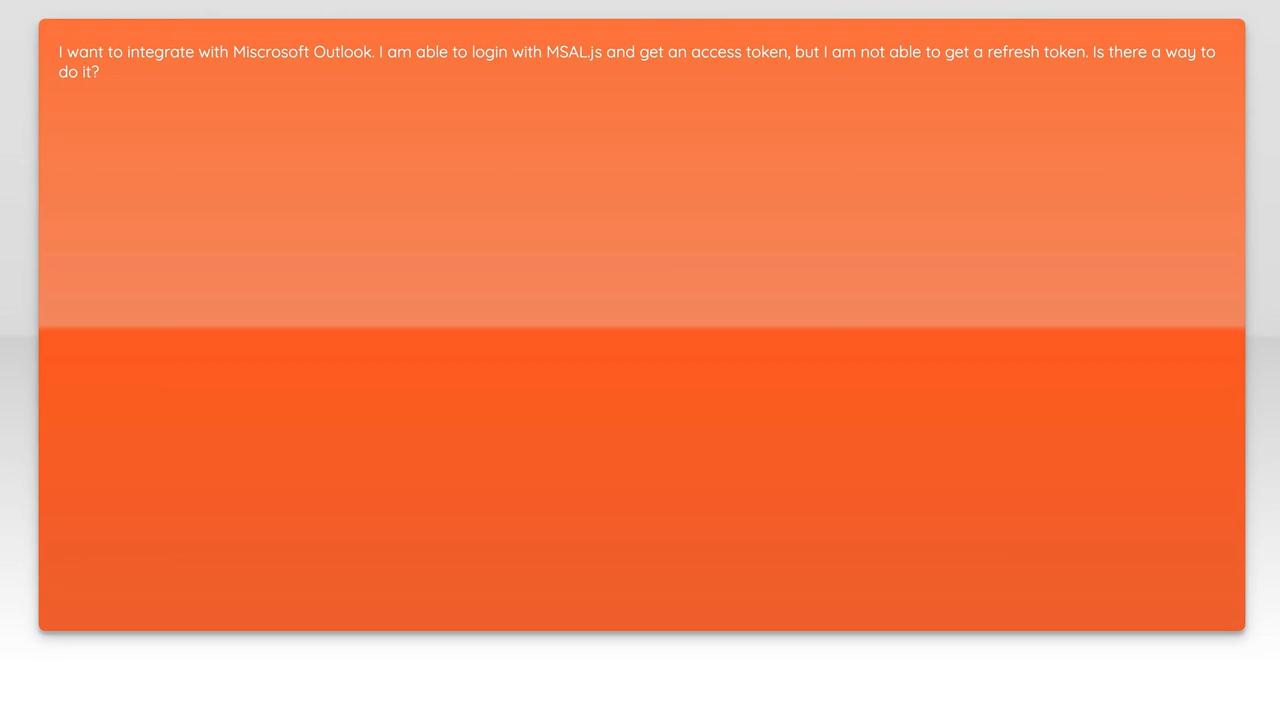 I want to integrate with Miscrosoft Outlook. I am able to login with MSAL.js and get an access token, but I am not able to get a refresh token. Is there a way to
do it?